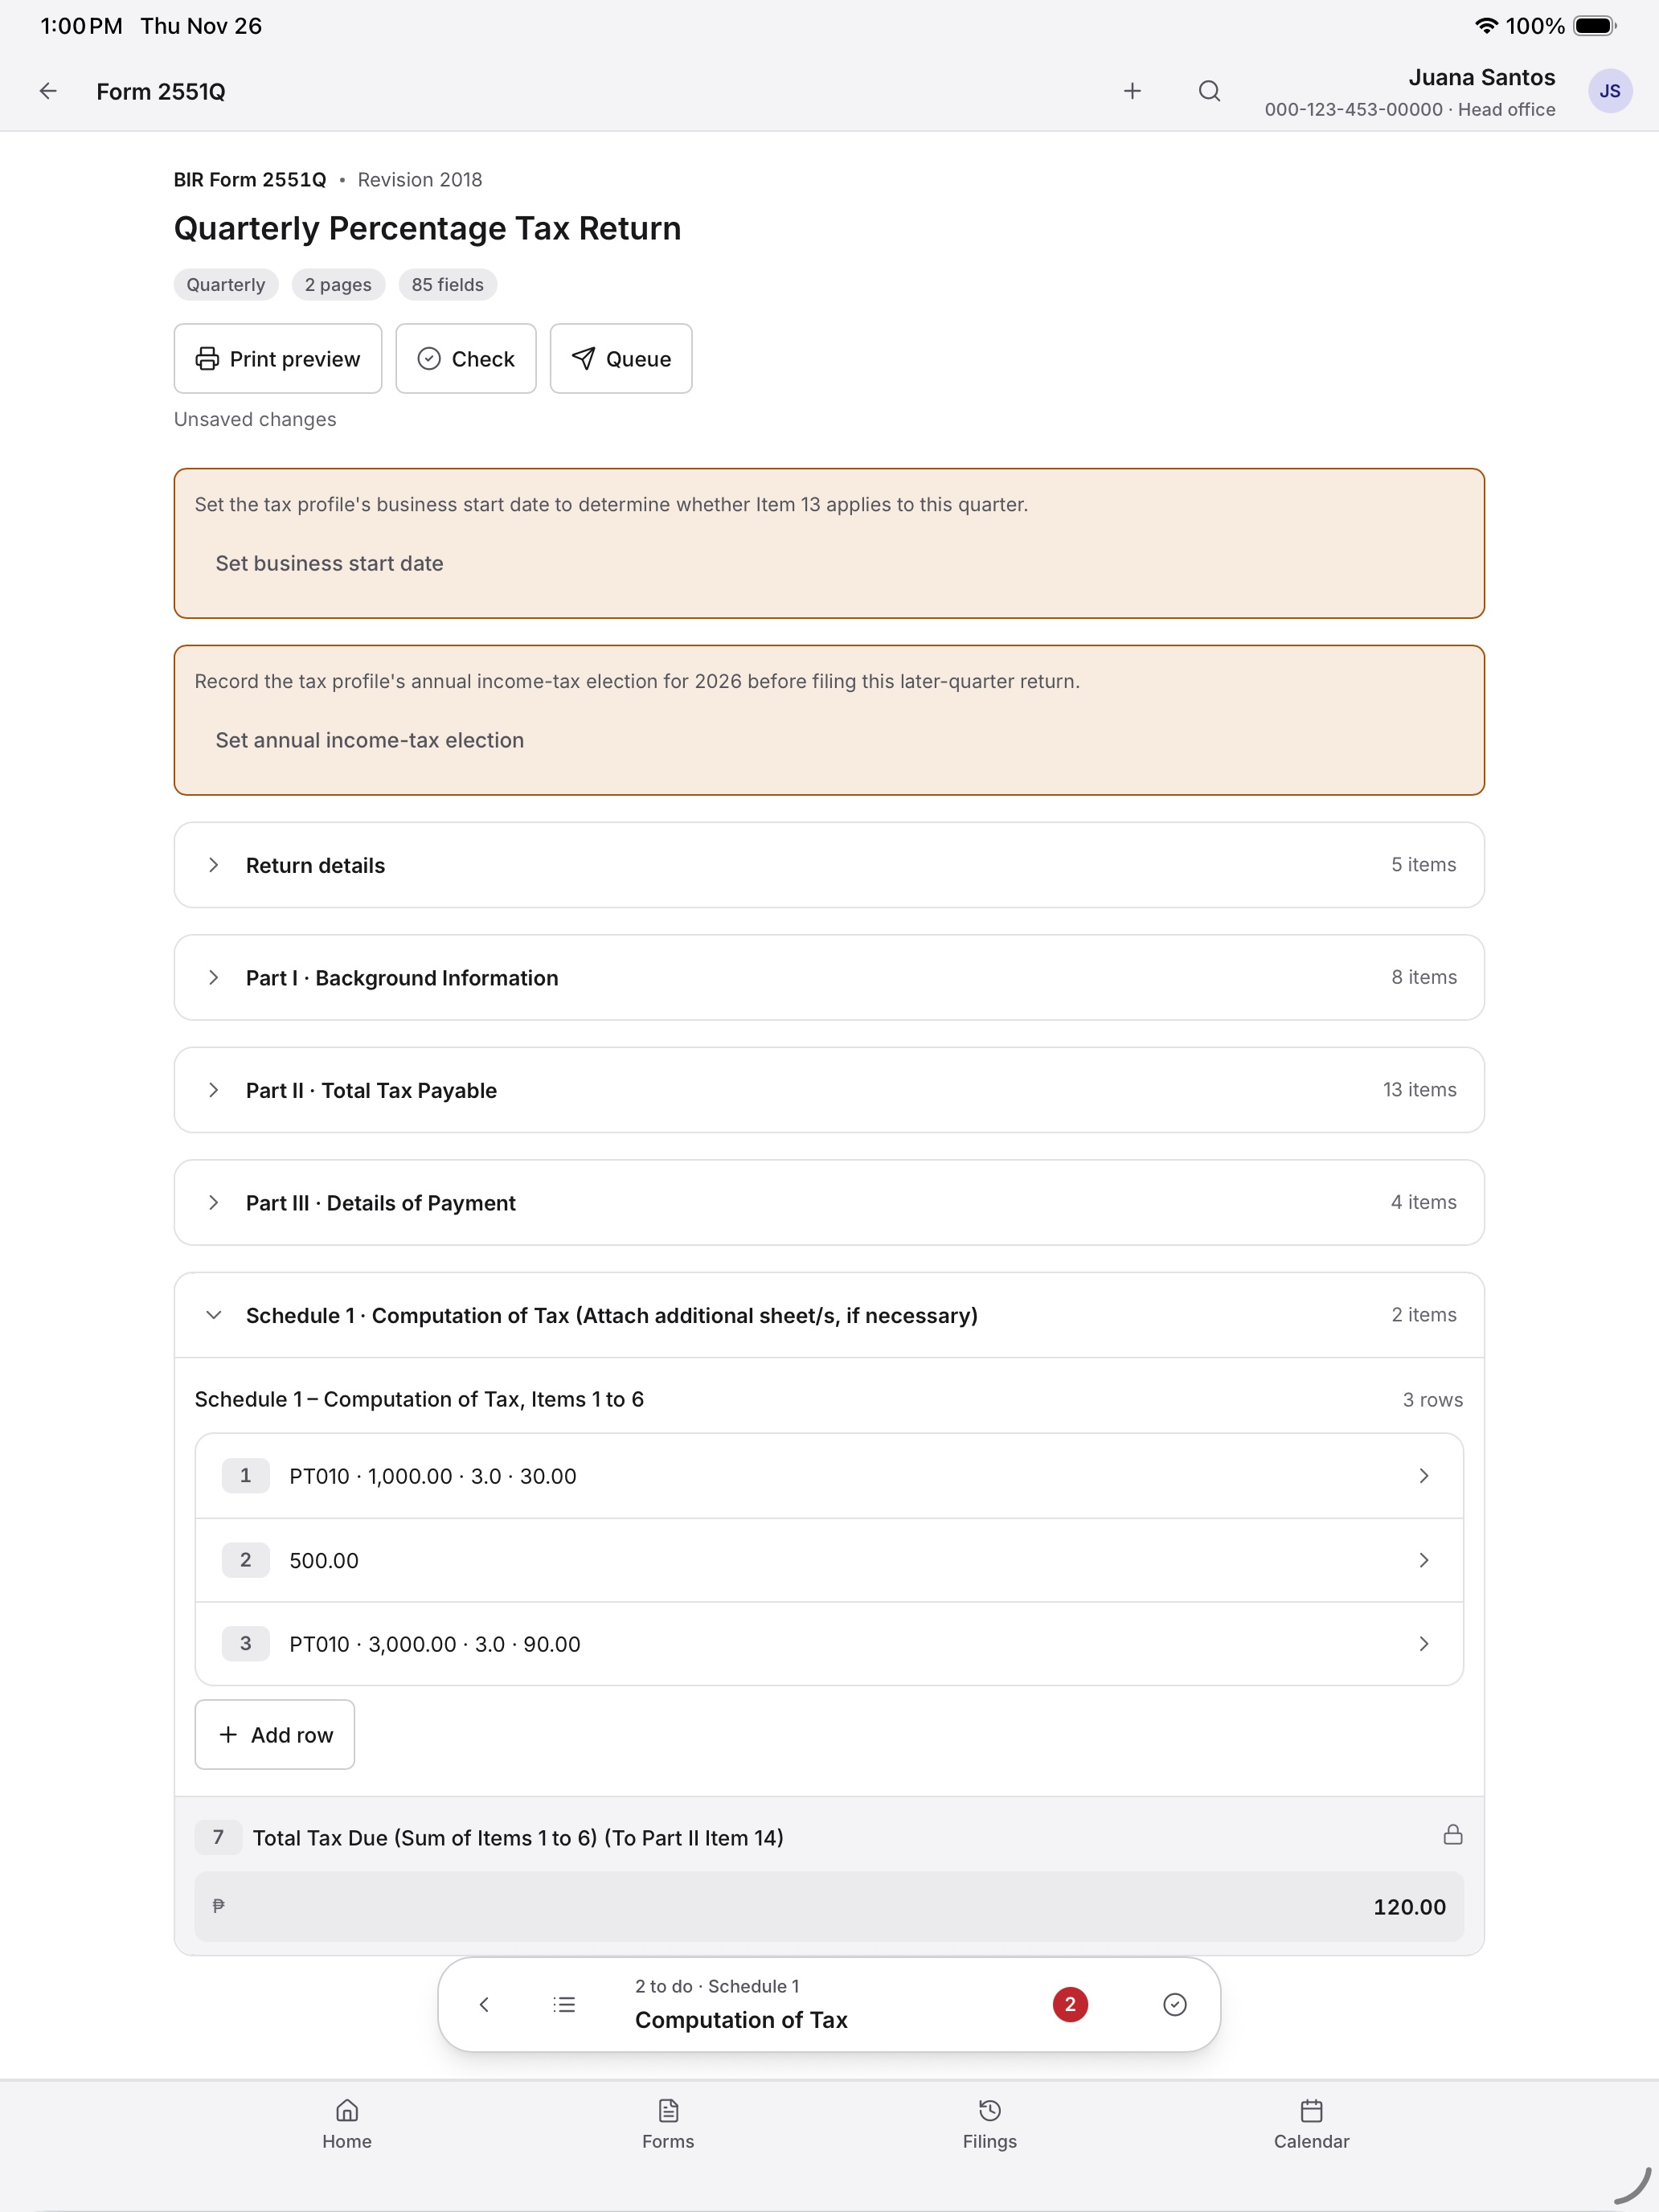 1:00 PM Thu Nov 26
100%
Form 2551Q
Juana Santos
000-123-453-00000 · Head office
JS
BIR Form 2551Q • Revision 2018
Quarterly Percentage Tax Return
Quarterly
2 pages
85 fields
Print preview
Check
Queue
Unsaved changes
Set the tax profile's business start date to determine whether Item 13 applies to this quarter.
Set business start date
Record the tax profile's annual income-tax election for 2026 before filing this later-quarter return.
Set annual income-tax election
Return details
5 items
Part I · Background Information
8 items
Part II · Total Tax Payable
13 items
Part III · Details of Payment
4 items
Schedule 1 · Computation of Tax (Attach additional sheet/s, if necessary)
2 items
Schedule 1 – Computation of Tax, Items 1 to 6
3 rows
1 PT010 · 1,000.00 · 3.0 · 30.00
2 500.00
3 PT010 · 3,000.00 · 3.0 · 90.00
Add row
7 Total Tax Due (Sum of Items 1 to 6) (To Part II Item 14)
₱ 120.00
2 to do · Schedule 1
Computation of Tax
2
Home
Forms
Filings
Calendar